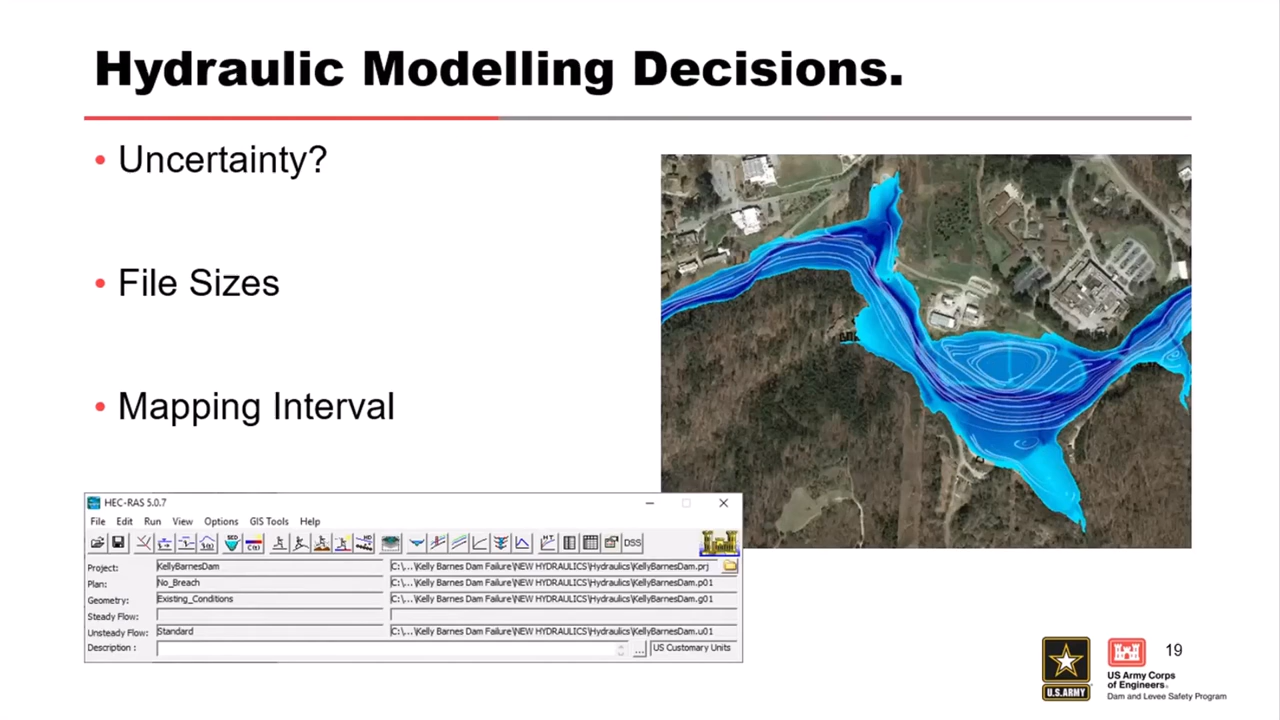 Hydraulic Modelling Decisions.
• Uncertainty?
• File Sizes
• Mapping Interval
HEC-RAS 5.0.7
File Edit Run View Options GIS Tools Help
DSS
Project: KellyBarnesDam C:\...\Kelly Barnes Dam Failure\NEW HYDRAULICS\Hydraulics\KellyBarnesDam.prj
Plan: No_Breach C:\...\Kelly Barnes Dam Failure\NEW HYDRAULICS\Hydraulics\KellyBarnesDam.p01
Geometry: Existing_Conditions C:\...\Kelly Barnes Dam Failure\NEW HYDRAULICS\Hydraulics\KellyBarnesDam.g01
Steady Flow:
Unsteady Flow: Standard C:\...\Kelly Barnes Dam Failure\NEW HYDRAULICS\Hydraulics\KellyBarnesDam.u01
Description : ... US Customary Units
U.S.ARMY
US Army Corps
of Engineers®
Dam and Levee Safety Program
19